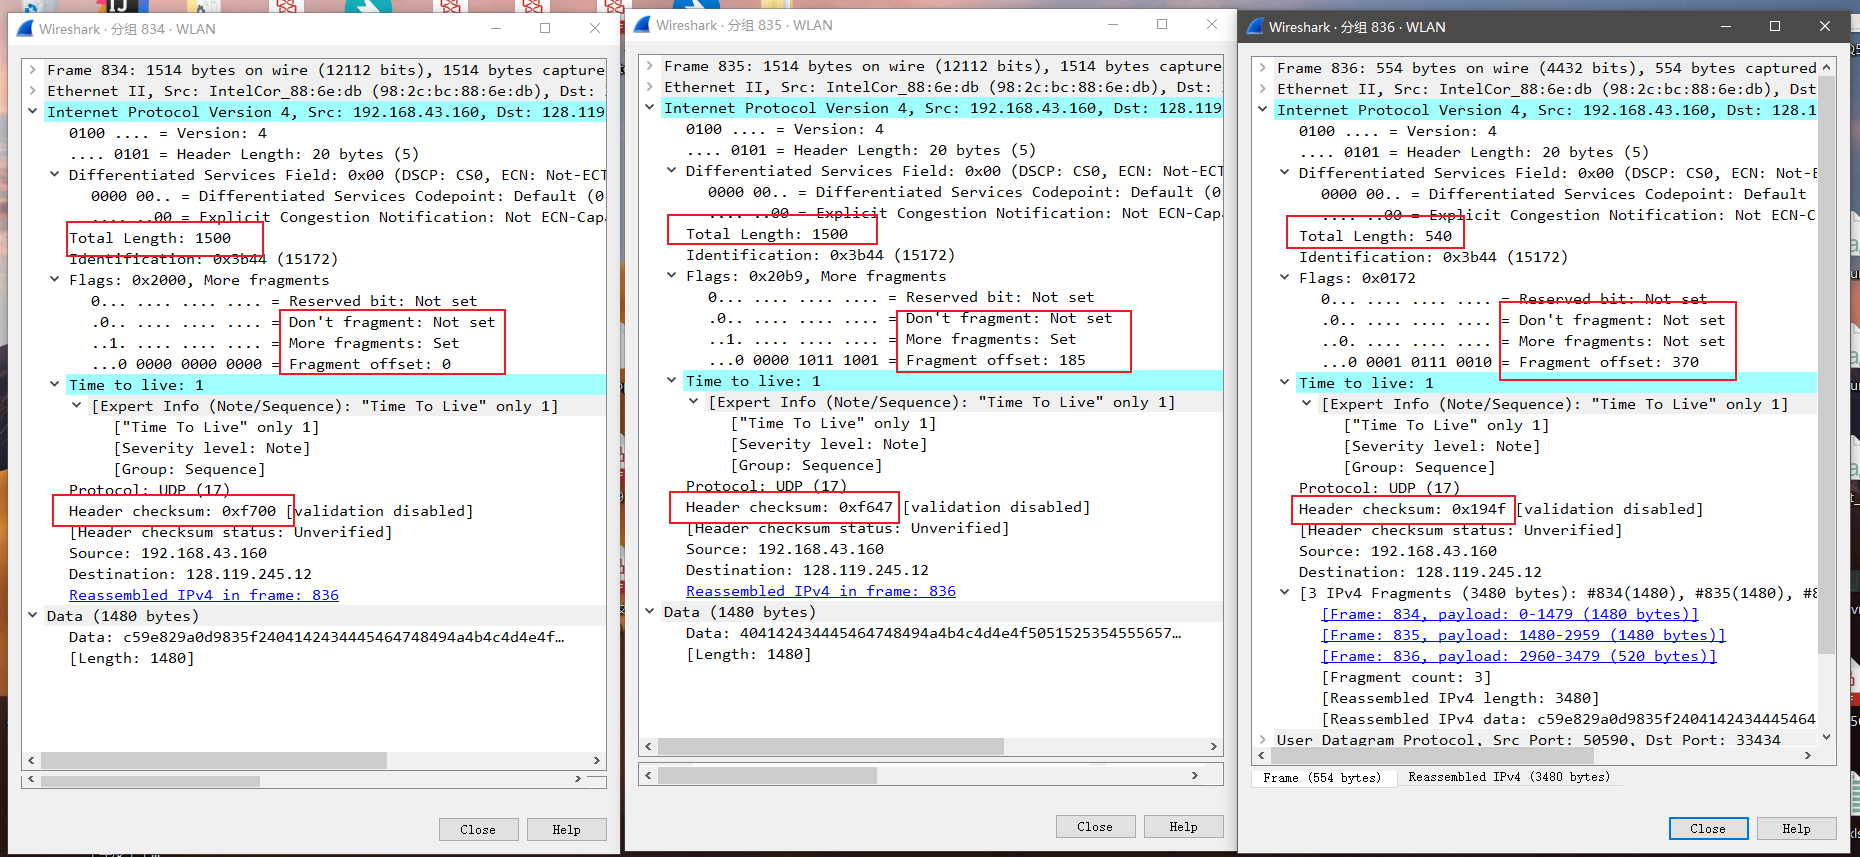 Wireshark · 分组 834 · WLAN
Frame 834: 1514 bytes on wire (12112 bits), 1514 bytes capture
Ethernet II, Src: IntelCor_88:6e:db (98:2c:bc:88:6e:db), Dst:
Internet Protocol Version 4, Src: 192.168.43.160, Dst: 128.119
0100 .... = Version: 4
.... 0101 = Header Length: 20 bytes (5)
Differentiated Services Field: 0x00 (DSCP: CS0, ECN: Not-ECT
0000 00.. = Differentiated Services Codepoint: Default (0
.... ..00 = Explicit Congestion Notification: Not ECN-Capa
Total Length: 1500
Identification: 0x3b44 (15172)
Flags: 0x2000, More fragments
0... .... .... .... = Reserved bit: Not set
.0.. .... .... .... = Don't fragment: Not set
..1. .... .... .... = More fragments: Set
...0 0000 0000 0000 = Fragment offset: 0
Time to live: 1
[Expert Info (Note/Sequence): "Time To Live" only 1]
["Time To Live" only 1]
[Severity level: Note]
[Group: Sequence]
Protocol: UDP (17)
Header checksum: 0xf700 [validation disabled]
[Header checksum status: Unverified]
Source: 192.168.43.160
Destination: 128.119.245.12
Reassembled IPv4 in frame: 836
Data (1480 bytes)
Data: c59e829a0d9835f2404142434445464748494a4b4c4d4e4f…
[Length: 1480]
Close
Help
Wireshark · 分组 835 · WLAN
Frame 835: 1514 bytes on wire (12112 bits), 1514 bytes capture
Ethernet II, Src: IntelCor_88:6e:db (98:2c:bc:88:6e:db), Dst:
Internet Protocol Version 4, Src: 192.168.43.160, Dst: 128.119
0100 .... = Version: 4
.... 0101 = Header Length: 20 bytes (5)
Differentiated Services Field: 0x00 (DSCP: CS0, ECN: Not-ECT
0000 00.. = Differentiated Services Codepoint: Default (0
.... ..00 = Explicit Congestion Notification: Not ECN-Capa
Total Length: 1500
Identification: 0x3b44 (15172)
Flags: 0x20b9, More fragments
0... .... .... .... = Reserved bit: Not set
.0.. .... .... .... = Don't fragment: Not set
..1. .... .... .... = More fragments: Set
...0 0000 1011 1001 = Fragment offset: 185
Time to live: 1
[Expert Info (Note/Sequence): "Time To Live" only 1]
["Time To Live" only 1]
[Severity level: Note]
[Group: Sequence]
Protocol: UDP (17)
Header checksum: 0xf647 [validation disabled]
[Header checksum status: Unverified]
Source: 192.168.43.160
Destination: 128.119.245.12
Reassembled IPv4 in frame: 836
Data (1480 bytes)
Data: 404142434445464748494a4b4c4d4e4f5051525354555657…
[Length: 1480]
Close
Help
Wireshark · 分组 836 · WLAN
Frame 836: 554 bytes on wire (4432 bits), 554 bytes captured
Ethernet II, Src: IntelCor_88:6e:db (98:2c:bc:88:6e:db), Dst
Internet Protocol Version 4, Src: 192.168.43.160, Dst: 128.1
0100 .... = Version: 4
.... 0101 = Header Length: 20 bytes (5)
Differentiated Services Field: 0x00 (DSCP: CS0, ECN: Not-E
0000 00.. = Differentiated Services Codepoint: Default
.... ..00 = Explicit Congestion Notification: Not ECN-C
Total Length: 540
Identification: 0x3b44 (15172)
Flags: 0x0172
0... .... .... .... = Reserved bit: Not set
.0.. .... .... .... = Don't fragment: Not set
..0. .... .... .... = More fragments: Not set
...0 0001 0111 0010 = Fragment offset: 370
Time to live: 1
[Expert Info (Note/Sequence): "Time To Live" only 1]
["Time To Live" only 1]
[Severity level: Note]
[Group: Sequence]
Protocol: UDP (17)
Header checksum: 0x194f [validation disabled]
[Header checksum status: Unverified]
Source: 192.168.43.160
Destination: 128.119.245.12
[3 IPv4 Fragments (3480 bytes): #834(1480), #835(1480), #8
[Frame: 834, payload: 0-1479 (1480 bytes)]
[Frame: 835, payload: 1480-2959 (1480 bytes)]
[Frame: 836, payload: 2960-3479 (520 bytes)]
[Fragment count: 3]
[Reassembled IPv4 length: 3480]
[Reassembled IPv4 data: c59e829a0d9835f24041424344454​64
User Datagram Protocol, Src Port: 50590, Dst Port: 33434
Frame (554 bytes)
Reassembled IPv4 (3480 bytes)
Close
Help